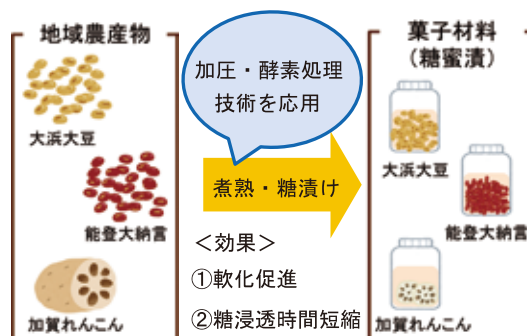 地域農産物
大浜大豆
能登大納言
加賀れんこん
加圧・酵素処理
技術を応用
煮熟・糖漬け
<効果>
①軟化促進
②糖浸透時間短縮
菓子材料
(糖蜜漬)
大浜大豆
能登大納言
加賀れんこん